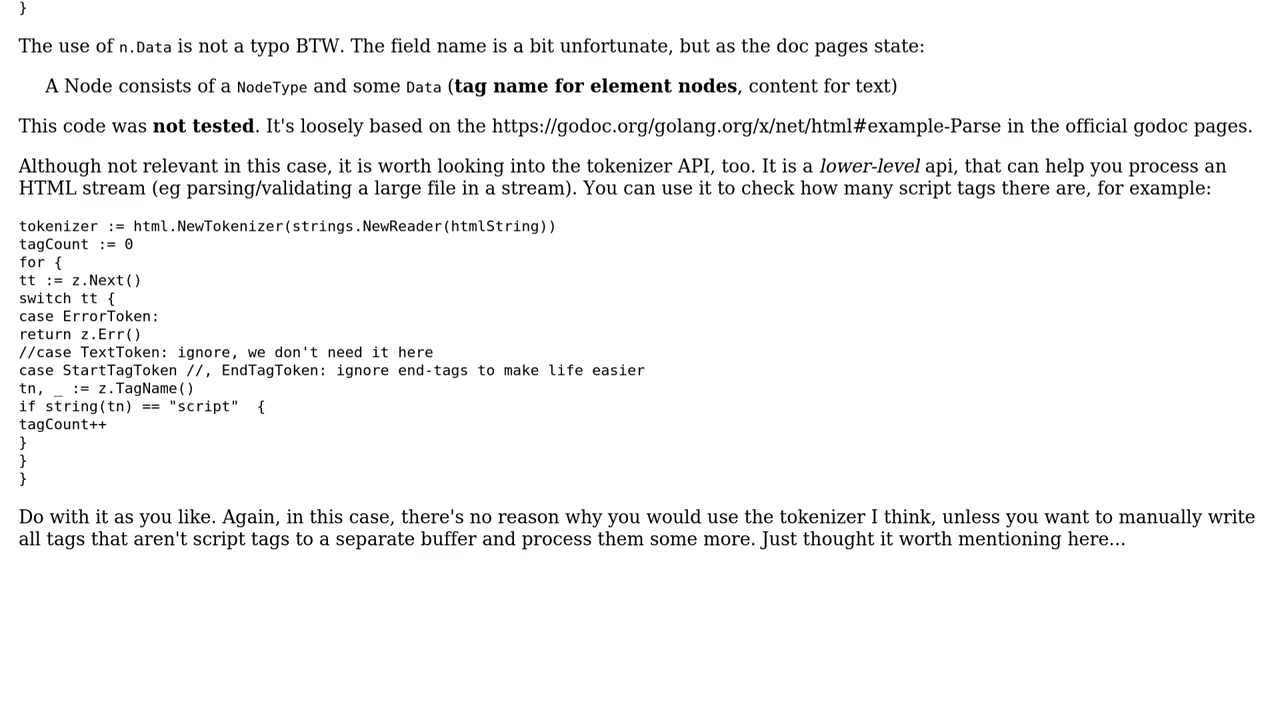 }
The use of n.Data is not a typo BTW. The field name is a bit unfortunate, but as the doc pages state:
A Node consists of a NodeType and some Data (tag name for element nodes, content for text)
This code was not tested. It's loosely based on the https://godoc.org/golang.org/x/net/html#example-Parse in the official godoc pages.
Although not relevant in this case, it is worth looking into the tokenizer API, too. It is a lower-level api, that can help you process an
HTML stream (eg parsing/validating a large file in a stream). You can use it to check how many script tags there are, for example:
tokenizer := html.NewTokenizer(strings.NewReader(htmlString))
tagCount := 0
for {
tt := z.Next()
switch tt {
case ErrorToken:
return z.Err()
//case TextToken: ignore, we don't need it here
case StartTagToken //, EndTagToken: ignore end-tags to make life easier
tn, _ := z.TagName()
if string(tn) == "script"  {
tagCount++
}
}
}
Do with it as you like. Again, in this case, there's no reason why you would use the tokenizer I think, unless you want to manually write
all tags that aren't script tags to a separate buffer and process them some more. Just thought it worth mentioning here...